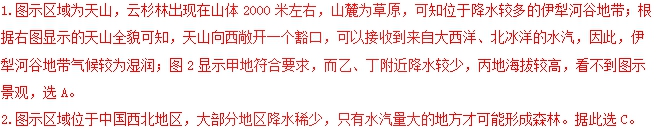 1.图示区域为天山，云杉林出现在山体 2000 米左右，山麓为草原，可知位于降水较多的伊犁河谷地带；根
据右图显示的天山全貌可知，天山向西敞开一个豁口，可以接收到来自大西洋、北冰洋的水汽，因此，伊
犁河谷地带气候较为湿润；图 2 显示甲地符合要求，而乙、丁附近降水较少，丙地海拔较高，看不到图示
景观，选 A。
2.图示区域位于中国西北地区，大部分地区降水稀少，只有水汽量大的地方才可能形成森林。据此选 C。